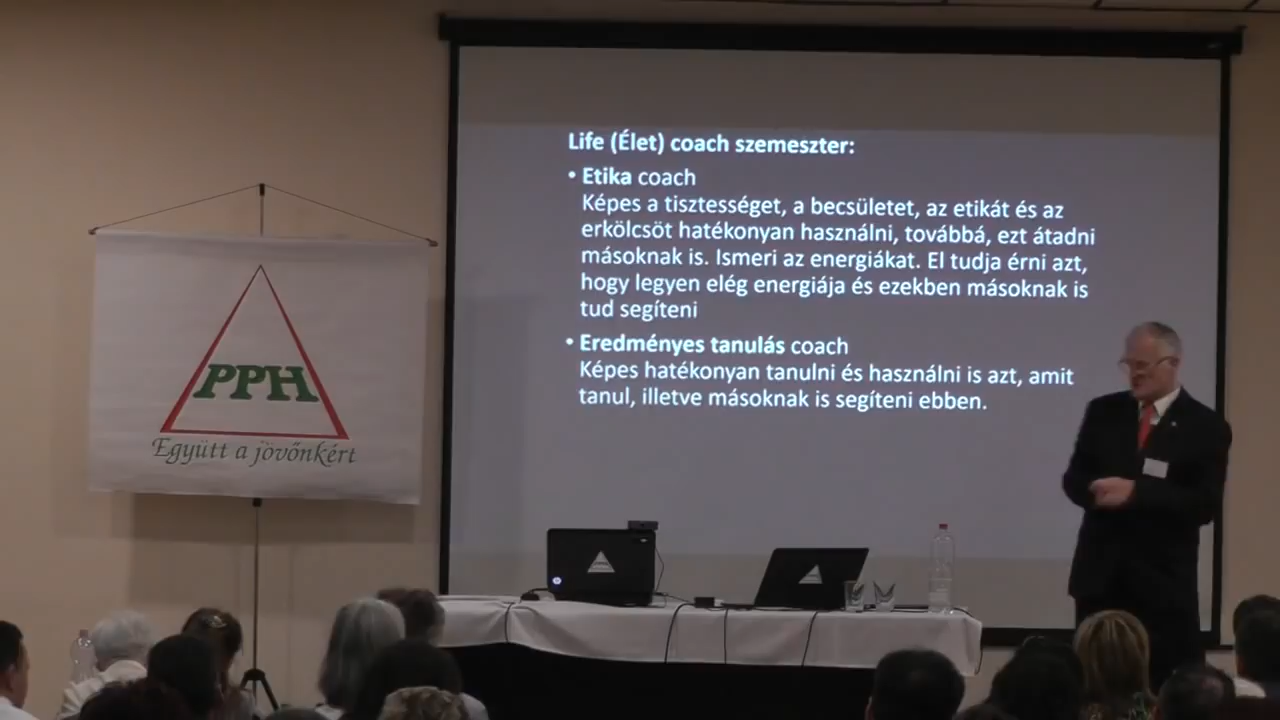 Life (Élet) coach szemeszter:
• Etika coach
Képes a tisztességet, a becsületet, az etikát és az
erkölcsöt hatékonyan használni, továbbá, ezt átadni
másoknak is. Ismeri az energiákat. El tudja érni azt,
hogy legyen elég energiája és ezekben másoknak is
tud segíteni
• Eredményes tanulás coach
Képes hatékonyan tanulni és használni is azt, amit
tanul, illetve másoknak is segíteni ebben.
PPH
Együtt a jövőnkért